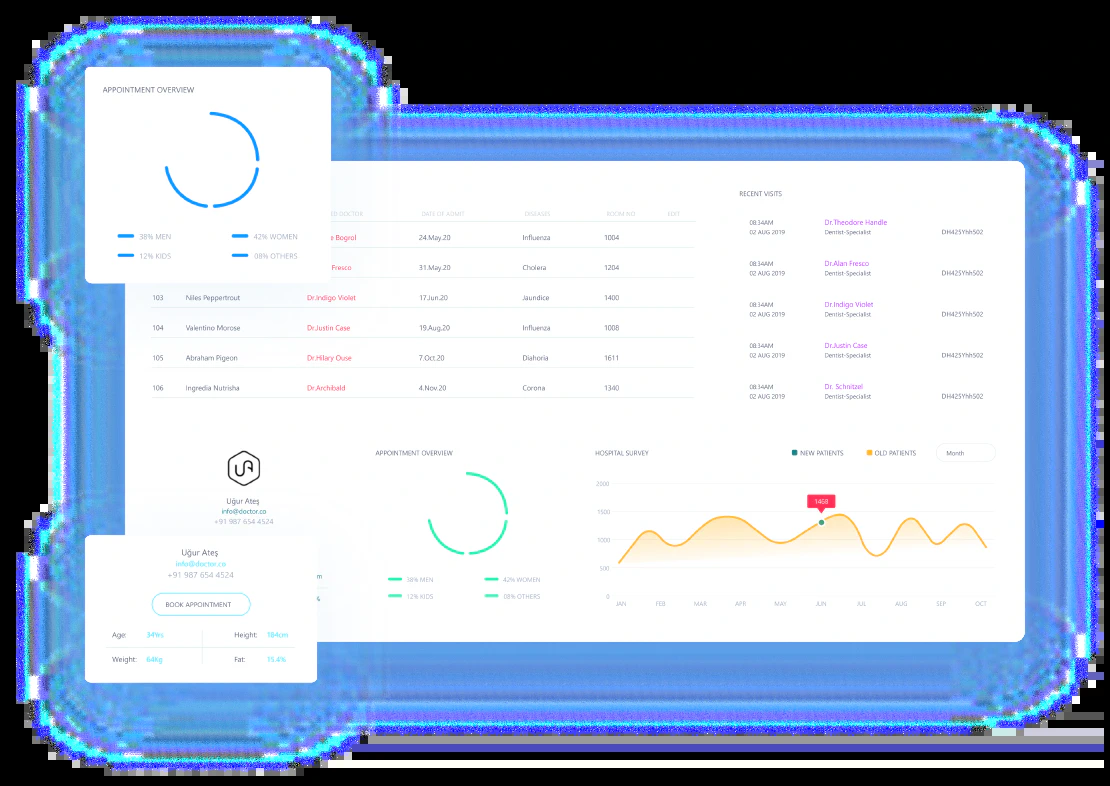 APPOINTMENT OVERVIEW
38% MEN 42% WOMEN
12% KIDS 08% OTHERS
DOCTOR DATE OF ADMIT DISEASES ROOM NO EDIT
Bogrol 24.May.20 Influenza 1004
Fresco 31.May.20 Cholera 1204
103 Niles Peppertrout Dr.Indigo Violet 17.Jun.20 Jaundice 1400
104 Valentino Morose Dr.Justin Case 19.Aug.20 Influenza 1008
105 Abraham Pigeon Dr.Hilary Ouse 7.Oct.20 Diahoria 1611
106 Ingredia Nutrisha Dr.Archibald 4.Nov.20 Corona 1340
RECENT VISITS
08:34AM Dr.Theodore Handle
02 AUG 2019 Dentist-Specialist DH425Yhh502
08:34AM Dr.Alan Fresco
02 AUG 2019 Dentist-Specialist DH425Yhh502
08:34AM Dr.Indigo Violet
02 AUG 2019 Dentist-Specialist DH425Yhh502
08:34AM Dr.Justin Case
02 AUG 2019 Dentist-Specialist DH425Yhh502
08:34AM Dr. Schnitzel
02 AUG 2019 Dentist-Specialist DH425Yhh502
Uğur Ateş
info@doctor.co
+91 987 654 4524
Uğur Ateş
info@doctor.co
+91 987 654 4524
BOOK APPOINTMENT
Age: 34Yrs Height: 184cm
Weight: 64Kg Fat: 15.4%
APPOINTMENT OVERVIEW
38% MEN 42% WOMEN
12% KIDS 08% OTHERS
HOSPITAL SURVEY NEW PATIENTS OLD PATIENTS Month
2000
1500
1000
500
0
1468
JAN FEB MAR APR MAY JUN JUL AUG SEP OCT